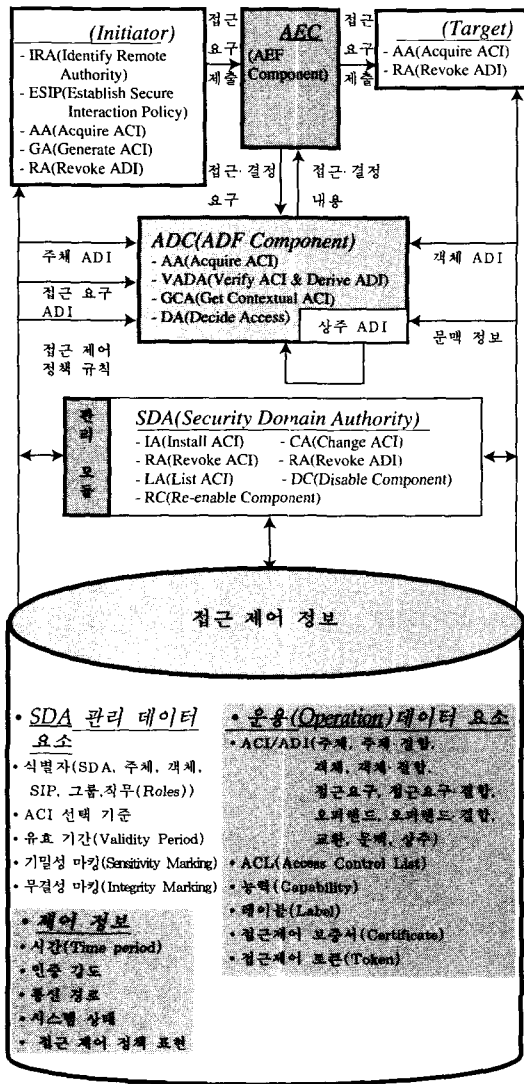 (Initiator)
- IRA(Identify Remote
Authority)
- ESIP(Establish Secure
Interaction Policy)
- AA(Acquire ACI)
- GA(Generate ACI)
- RA(Revoke ADI)
접근
요구
제출
AEC
(AEF
Component)
접근
요구
제출
(Target)
- AA(Acquire ACI)
- RA(Revoke ADI)
접근·결정
요구
접근·결정
내용
주체 ADI
접근 요구
ADI
접근 제어
정책 규칙
ADC(ADF Component)
- AA(Acquire ACI)
- VADA(Verify ACI & Derive ADI)
- GCA(Get Contextual ACI)
- DA(Decide Access)
상주 ADI
객체 ADI
문맥 정보
관리 모듈
SDA(Security Domain Authority)
- IA(Install ACI) - CA(Change ACI)
- RA(Revoke ACI) - RA(Revoke ADI)
- LA(List ACI) - DC(Disable Component)
- RC(Re-enable Component)
접근 제어 정보
• SDA 관리 데이터
요소
• 식별자(SDA, 주체, 객체,
SIP, 그룹,직무(Roles))
• ACI 선택 기준
• 유효 기간(Validity Period)
• 기밀성 마킹(Sensitivity Marking)
• 무결성 마킹(Integrity Marking)
• 제어 정보
• 시간(Time period)
• 인증 강도
• 통신 경로
• 시스템 상태
• 접근 제어 정책 표현
• 운용(Operation)데이터 요소
• ACI/ADI(주체, 주체·결합,
객체, 객체·결합,
접근요구, 접근요구·결합,
오퍼랜드, 오퍼랜드·결합,
교환, 문맥, 상주)
• ACL(Access Control List)
• 능력(Capability)
• 레이블(Label)
• 접근제어 보증서(Certificate)
• 접근제어 토큰(Token)